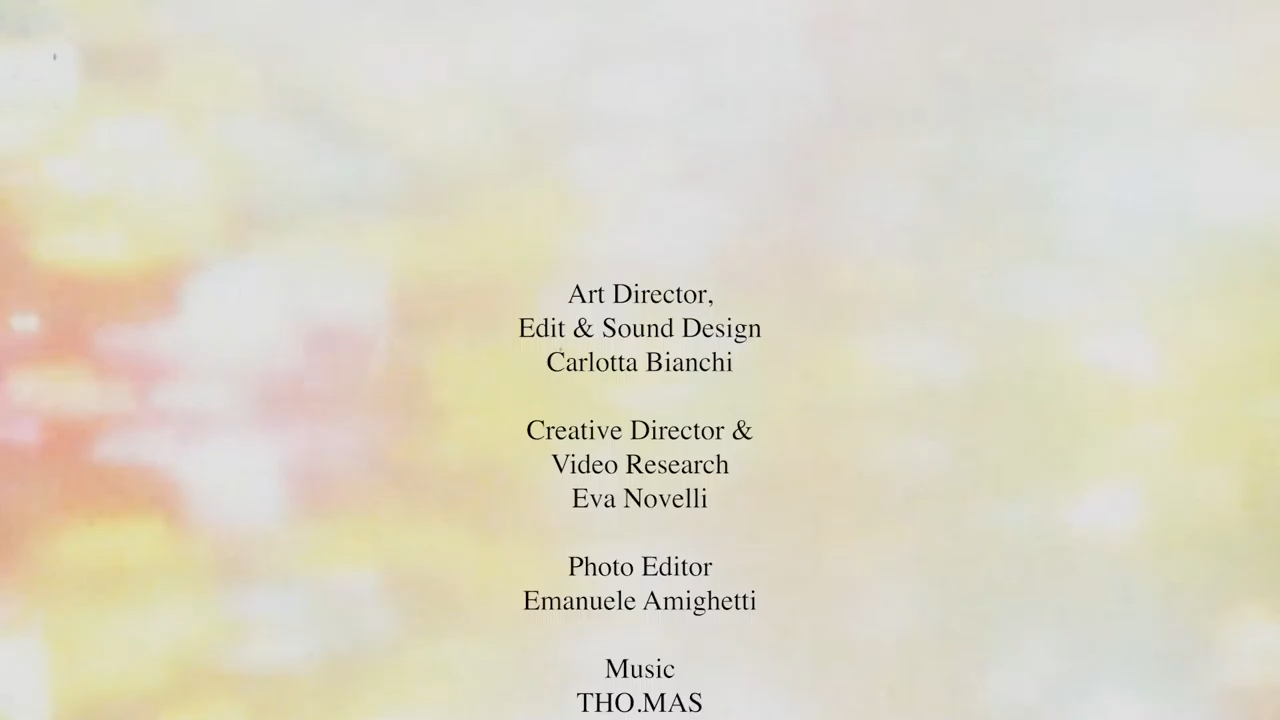 Art Director,
Edit & Sound Design
Carlotta Bianchi
Creative Director &
Video Research
Eva Novelli
Photo Editor
Emanuele Amighetti
Music
THO.MAS